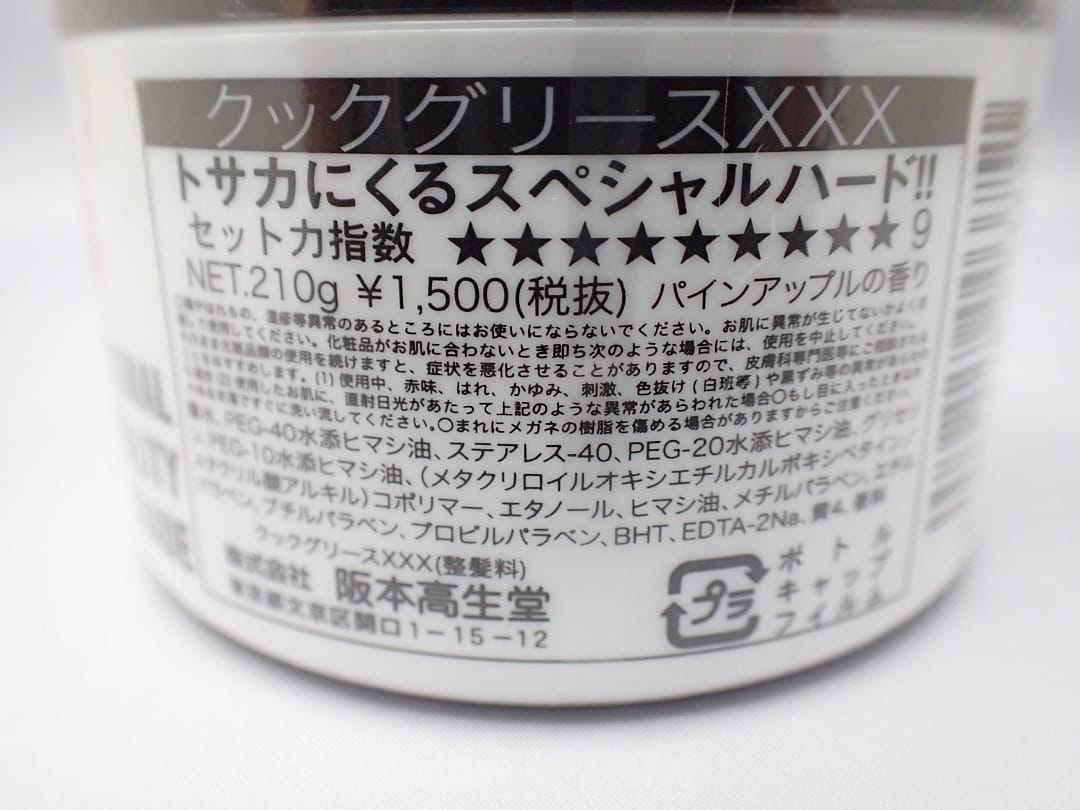 クックグリースXXX
トサカにくるスペシャルハード!!
セット力指数 ★★★★★★★★★ 9
NET.210g ¥1,500(税抜) パインアップルの香り
湿疹等異常のあるところにはお使いにならないでください。お肌に異常が生じてないかよく
使用してください。化粧品がお肌に合わないとき即ち次のような場合には、使用を中止してください。
化粧品類の使用を続けますと、症状を悪化させることがありますので、皮膚科専門医等にご相談
すすめします。(1)使用中、赤味、はれ、かゆみ、刺激、色抜け(白斑等)や黒ずみ等の異常が
(2)使用したお肌に、直射日光があたって上記のような異常があらわれた場合〇もし目に入ったときは
すぐに洗い流してください。〇まれにメガネの樹脂を傷める場合がありますからご注意ください。
水、PEG-40水添ヒマシ油、ステアレス-40、PEG-20水添ヒマシ油、グリセリ
PEG-10水添ヒマシ油、(メタクリロイルオキシエチルカルボキシベタイン/
メタクリル酸アルキル)コポリマー、エタノール、ヒマシ油、メチルパラベン、エチル
パラベン、ブチルパラベン、プロピルパラベン、BHT、EDTA-2Na、黄4、香料
クックグリースXXX(整髪料)
株式会社 阪本高生堂
東京都文京区関口1-15-12
プラ
ボトル
キャップ
フィルム